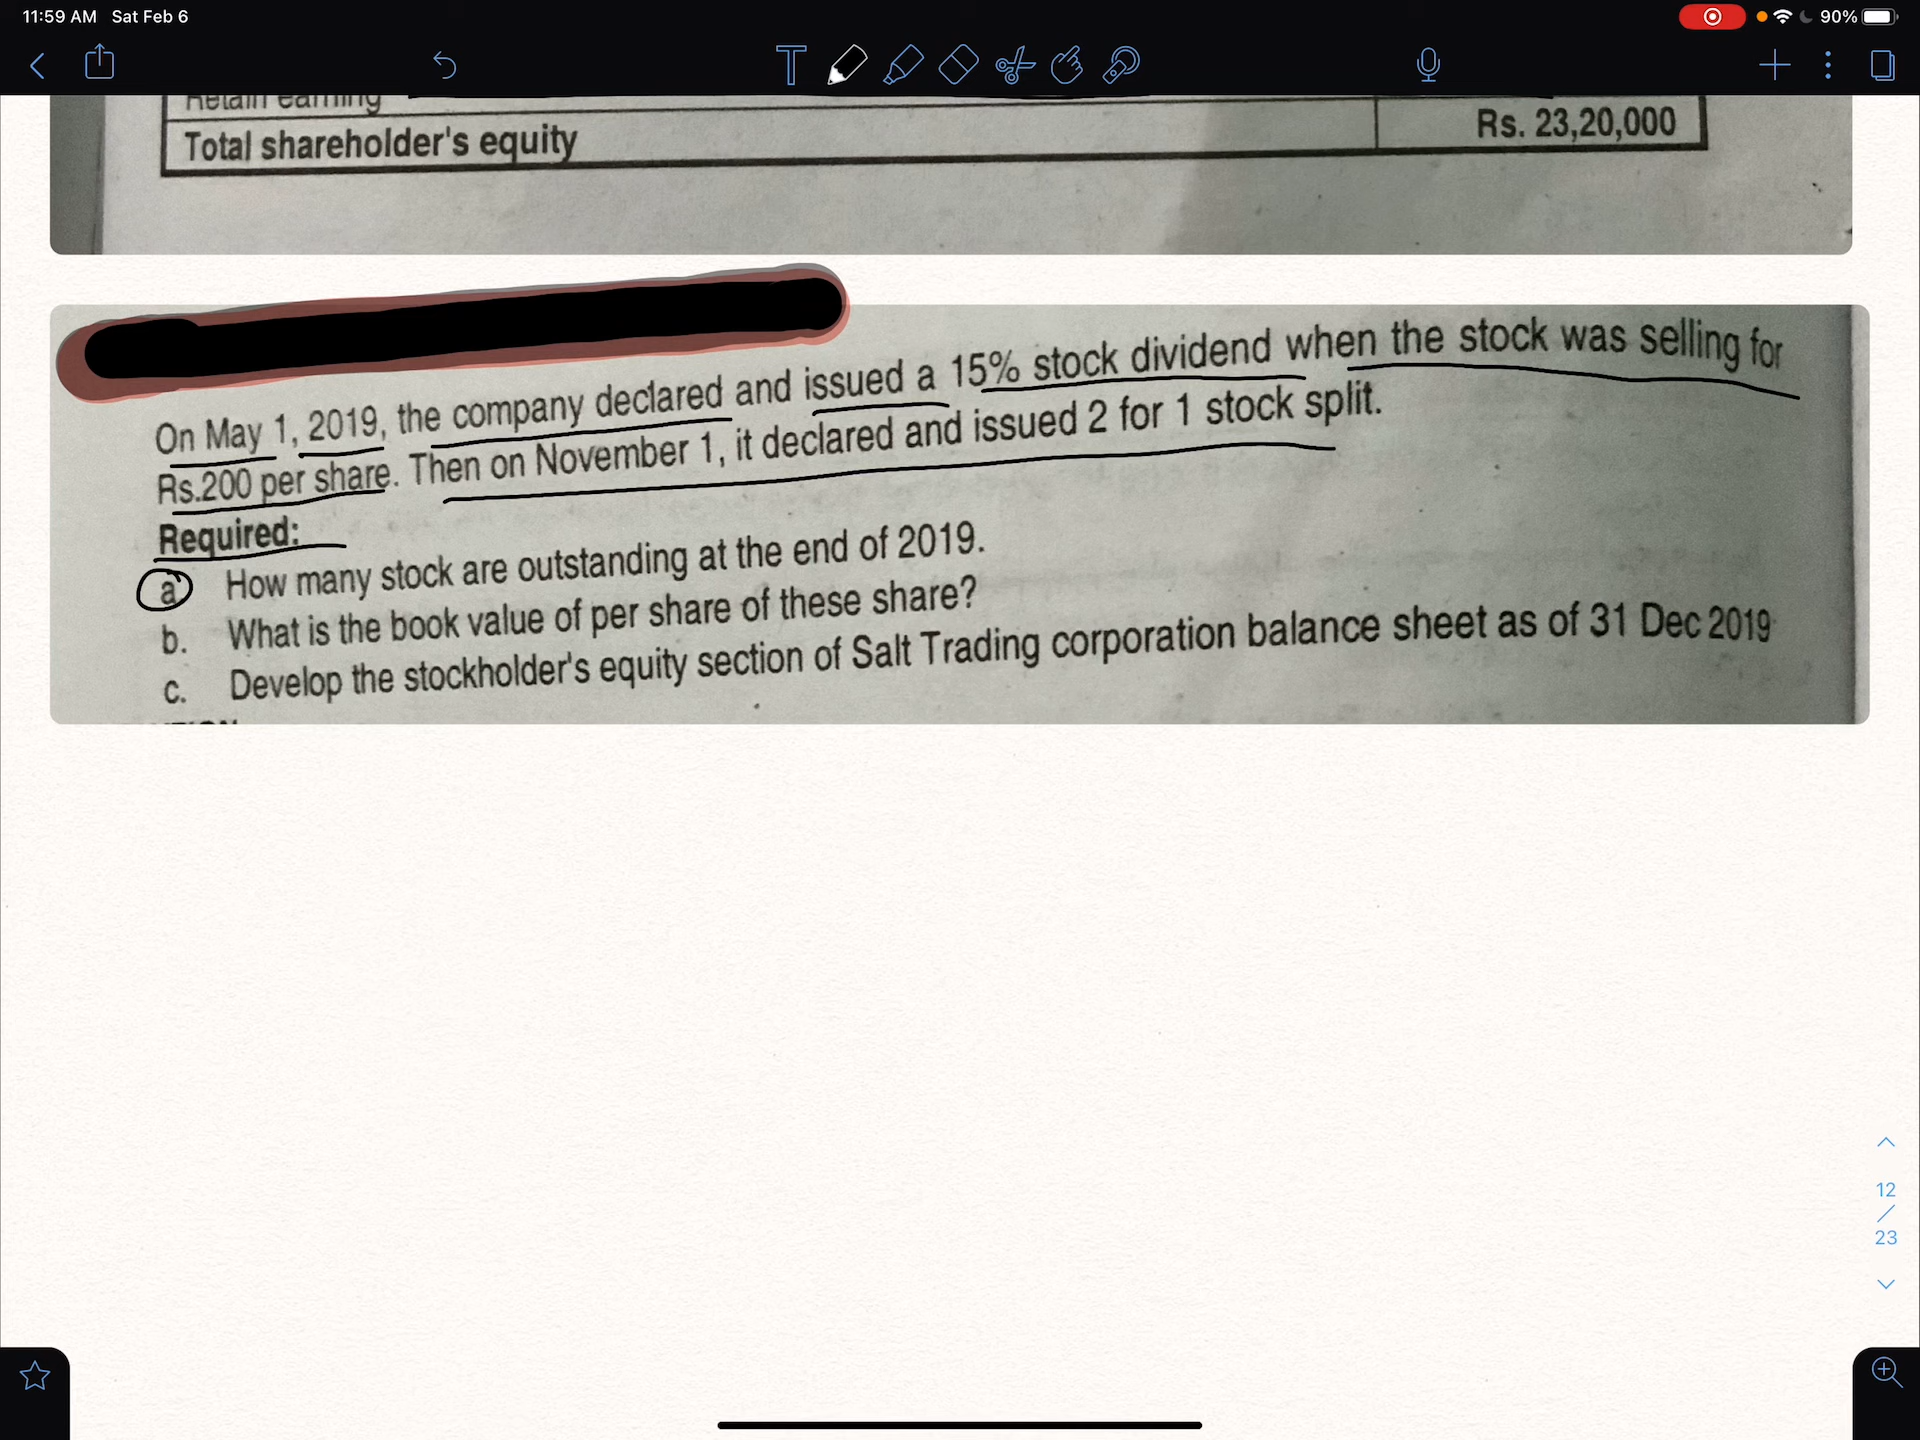 11:59 AM Sat Feb 6
90%
Retain earning
Total shareholder's equity Rs. 23,20,000
On May 1, 2019, the company declared and issued a 15% stock dividend when the stock was selling for
Rs.200 per share. Then on November 1, it declared and issued 2 for 1 stock split.
Required:
a How many stock are outstanding at the end of 2019.
b. What is the book value of per share of these share?
c. Develop the stockholder's equity section of Salt Trading corporation balance sheet as of 31 Dec 2019
12
/
23